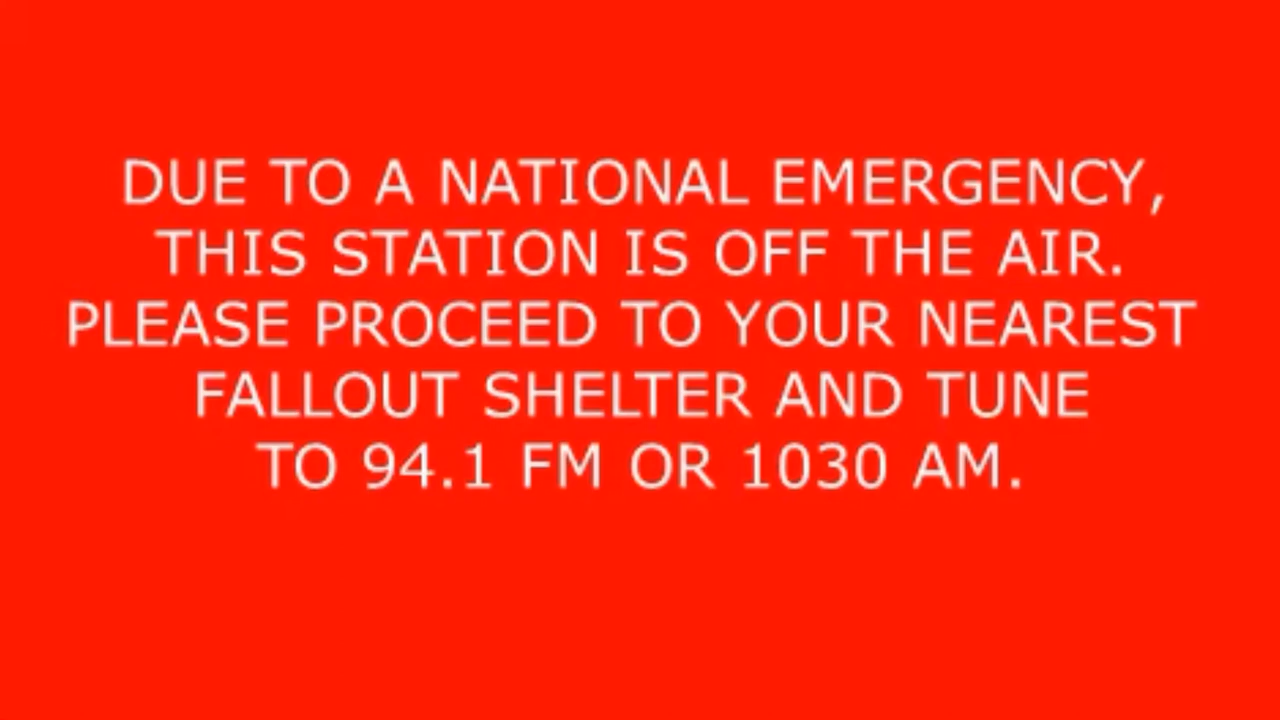 DUE TO A NATIONAL EMERGENCY,
THIS STATION IS OFF THE AIR.
PLEASE PROCEED TO YOUR NEAREST
FALLOUT SHELTER AND TUNE
TO 94.1 FM OR 1030 AM.